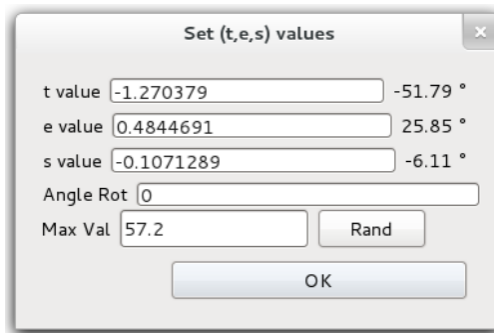 Set (t,e,s) values
×
t value -1.270379 -51.79 °
e value 0.4844691 25.85 °
s value -0.1071289 -6.11 °
Angle Rot 0
Max Val 57.2 Rand
OK